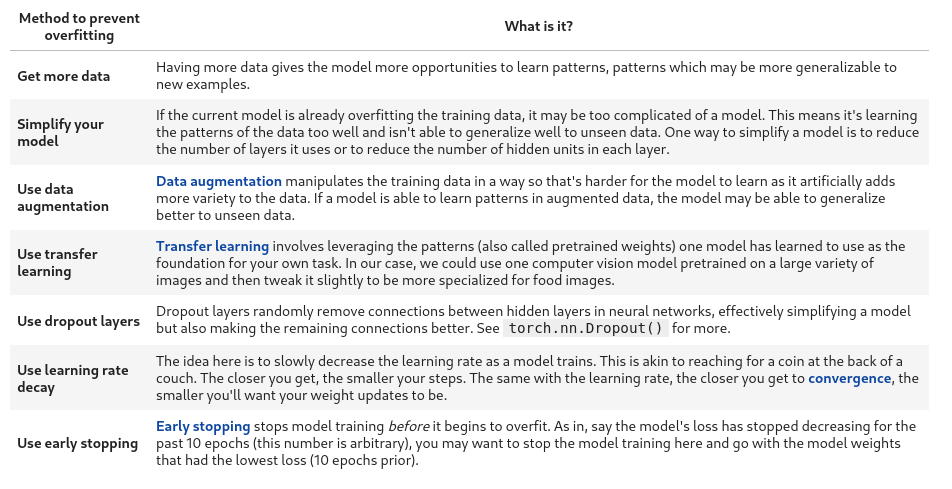 Method to prevent
overfitting
What is it?
Get more data
Having more data gives the model more opportunities to learn patterns, patterns which may be more generalizable to
new examples.
Simplify your
model
If the current model is already overfitting the training data, it may be too complicated of a model. This means it's learning
the patterns of the data too well and isn't able to generalize well to unseen data. One way to simplify a model is to reduce
the number of layers it uses or to reduce the number of hidden units in each layer.
Use data
augmentation
Data augmentation manipulates the training data in a way so that's harder for the model to learn as it artificially adds
more variety to the data. If a model is able to learn patterns in augmented data, the model may be able to generalize
better to unseen data.
Use transfer
learning
Transfer learning involves leveraging the patterns (also called pretrained weights) one model has learned to use as the
foundation for your own task. In our case, we could use one computer vision model pretrained on a large variety of
images and then tweak it slightly to be more specialized for food images.
Use dropout layers
Dropout layers randomly remove connections between hidden layers in neural networks, effectively simplifying a model
but also making the remaining connections better. See torch.nn.Dropout() for more.
Use learning rate
decay
The idea here is to slowly decrease the learning rate as a model trains. This is akin to reaching for a coin at the back of a
couch. The closer you get, the smaller your steps. The same with the learning rate, the closer you get to convergence, the
smaller you'll want your weight updates to be.
Use early stopping
Early stopping stops model training before it begins to overfit. As in, say the model's loss has stopped decreasing for the
past 10 epochs (this number is arbitrary), you may want to stop the model training here and go with the model weights
that had the lowest loss (10 epochs prior).